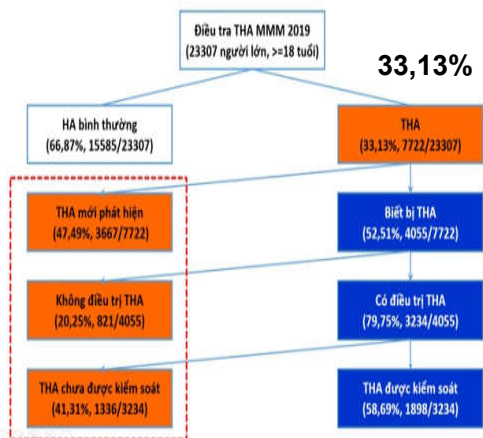 Điều tra THA MMM 2019
(23307 người lớn, >=18 tuổi)
33,13%
HA bình thường
(66,87%, 15585/23307)
THA
(33,13%, 7722/23307)
THA mới phát hiện
(47,49%, 3667/7722)
Biết bị THA
(52,51%, 4055/7722)
Không điều trị THA
(20,25%, 821/4055)
Có điều trị THA
(79,75%, 3234/4055)
THA chưa được kiểm soát
(41,31%, 1336/3234)
THA được kiểm soát
(58,69%, 1898/3234)